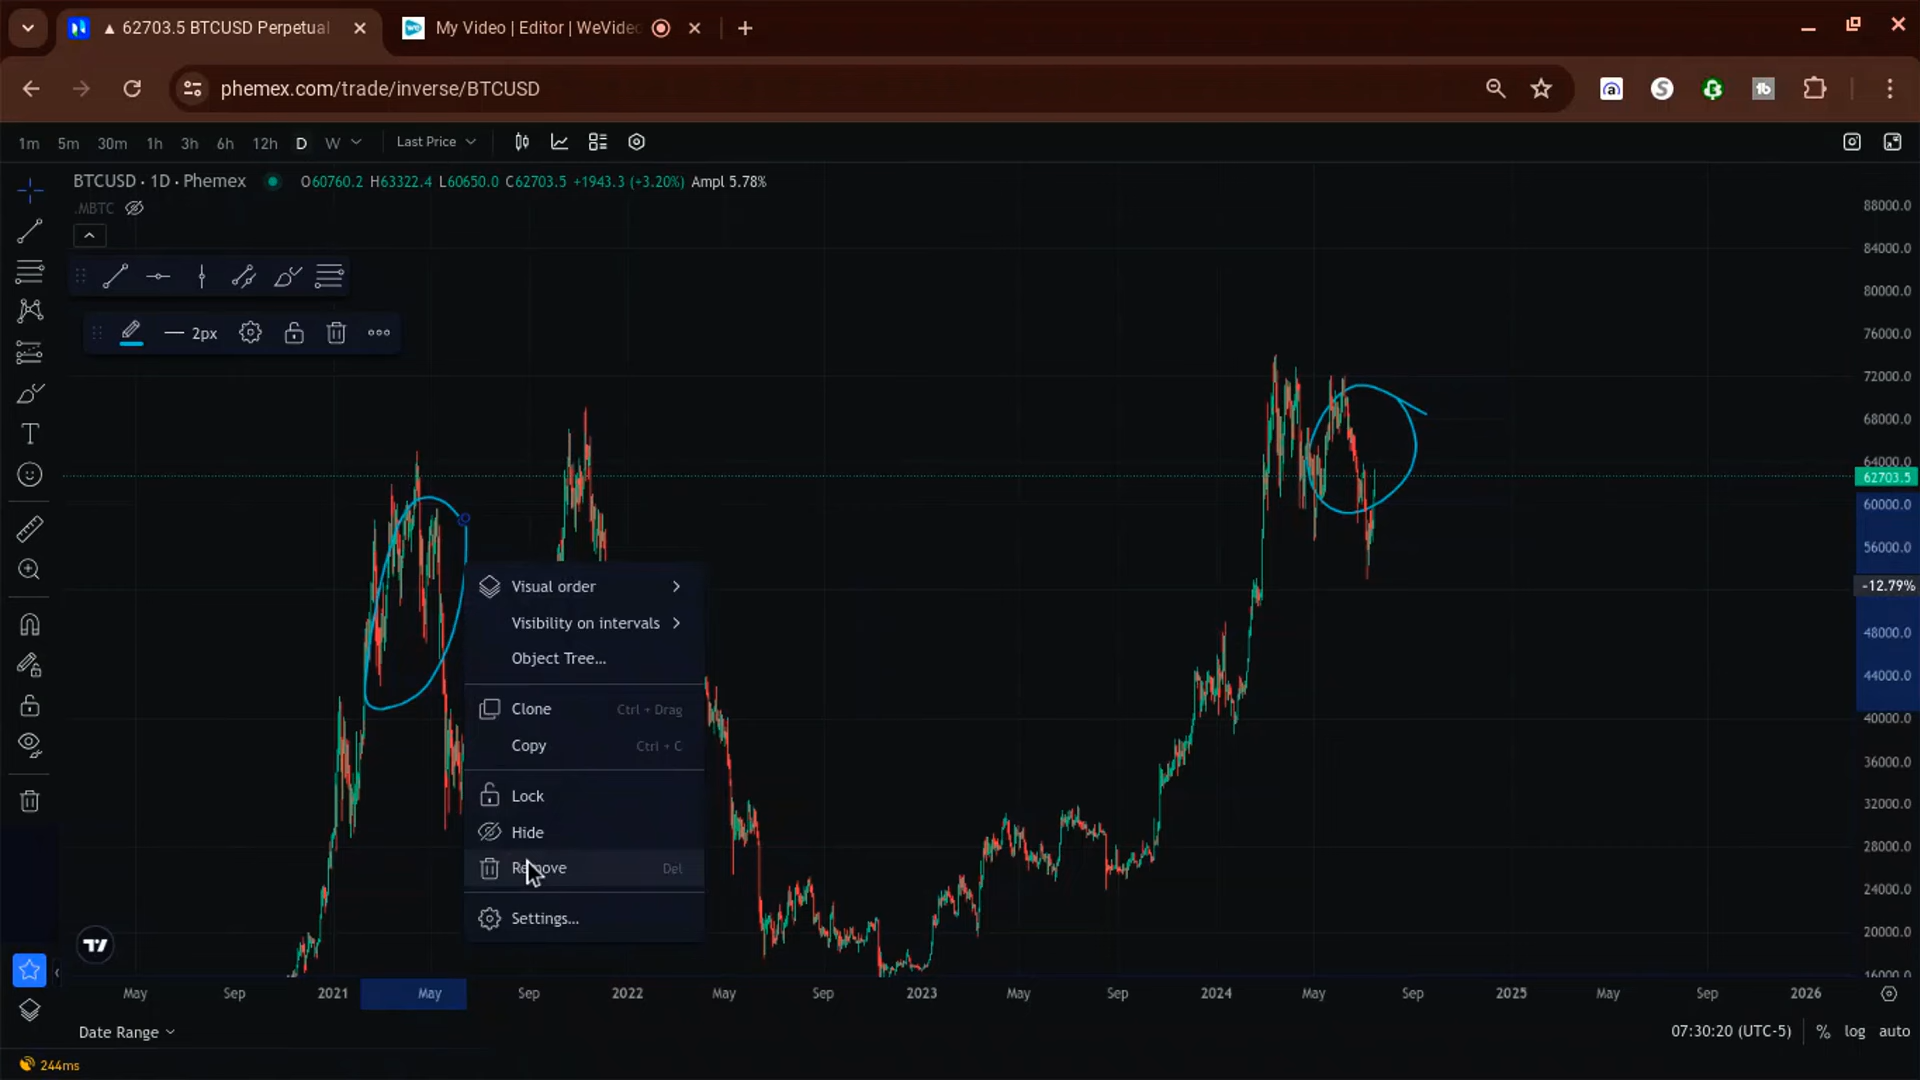 ▲ 62703.5 BTCUSD Perpetual
My Video | Editor | WeVide
phemex.com/trade/inverse/BTCUSD
1m 5m 30m 1h 3h 6h 12h D W Last Price
BTCUSD · 1D · Phemex O60760.2 H63322.4 L60650.0 C62703.5 +1943.3 (+3.20%) Ampl 5.78%
.MBTC
2px
88000.0
84000.0
80000.0
76000.0
72000.0
68000.0
64000.0
62703.5
60000.0
56000.0
-12.79%
48000.0
44000.0
40000.0
36000.0
32000.0
28000.0
24000.0
20000.0
16000.0
Visual order
Visibility on intervals
Object Tree...
Clone Ctrl + Drag
Copy Ctrl + C
Lock
Hide
Remove Del
Settings...
May Sep 2021 May Sep 2022 May Sep 2023 May Sep 2024 May Sep 2025 May Sep 2026
Date Range 07:30:20 (UTC-5) % log auto
244ms